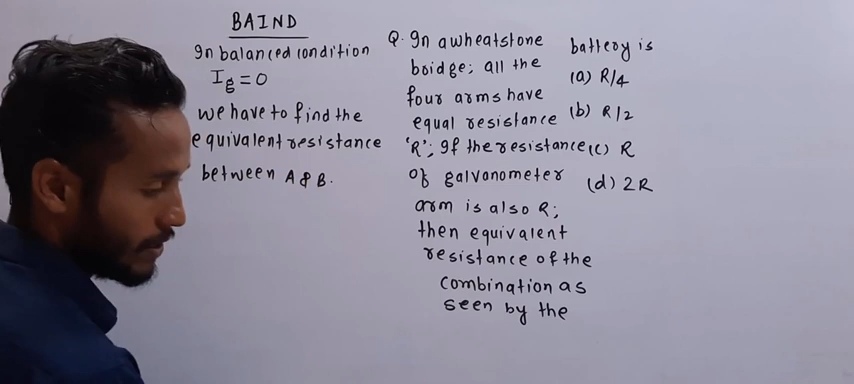 BAIND
In balanced condition
Ig=0
we have to find the
equivalent resistance
between A & B.
Q. In a wheatstone
bridge; all the
four arms have
equal resistance
'R'; If the resistance
of galvanometer
arm is also R;
then equivalent
resistance of the
combination as
seen by the
battery is
(a) R/4
(b) R/2
(c) R
(d) 2R